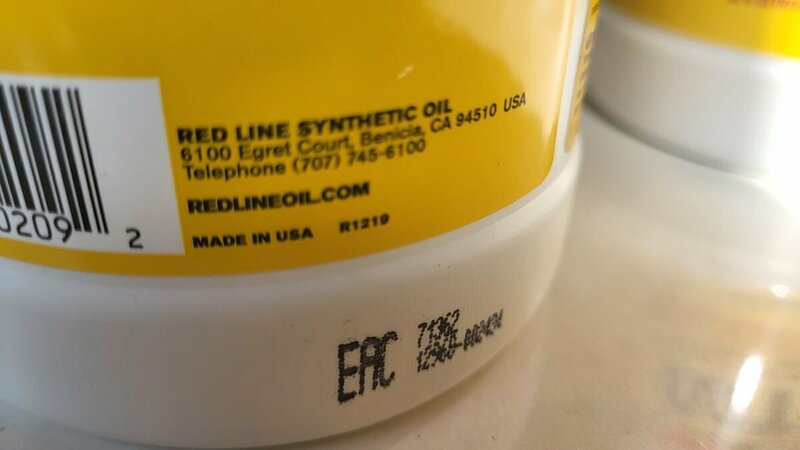 RED LINE SYNTHETIC OIL
6100 Egret Court, Benicia, CA 94510 USA
Telephone (707) 745-6100
REDLINEOIL.COM
MADE IN USA R1219
0209 2
EAC 71362